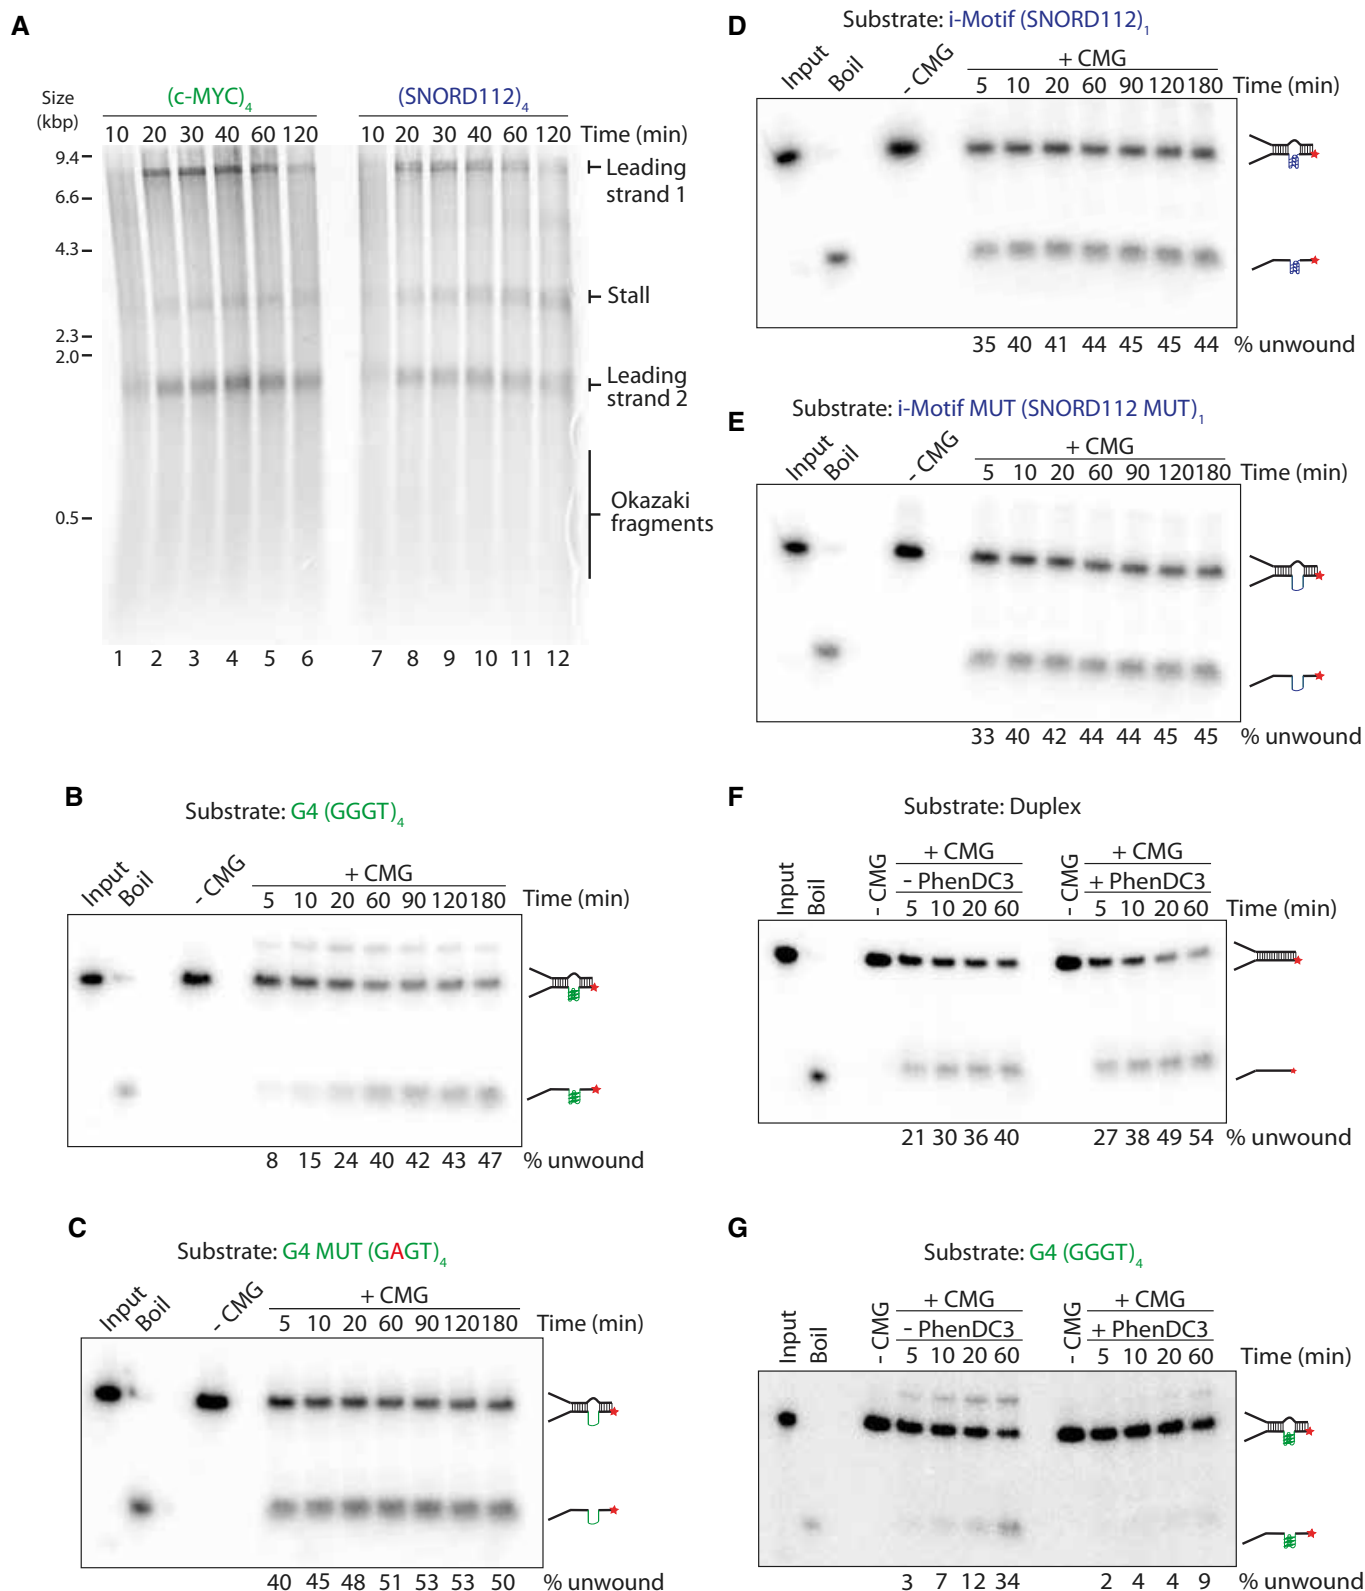 A
Size
(kbp)
(c-MYC)4
(SNORD112)4
10 20 30 40 60 120
10 20 30 40 60 120 Time (min)
9.4
6.6
4.3
2.3
2.0
0.5
Leading
strand 1
Stall
Leading
strand 2
Okazaki
fragments
1 2 3 4 5 6 7 8 9 10 11 12
B
Substrate: G4 (GGGT)4
Input
Boil
- CMG
+ CMG
5 10 20 60 90 120 180 Time (min)
8 15 24 40 42 43 47 % unwound
C
Substrate: G4 MUT (GAGT)4
Input
Boil
- CMG
+ CMG
5 10 20 60 90 120 180 Time (min)
40 45 48 51 53 53 50 % unwound
D
Substrate: i-Motif (SNORD112)1
Input
Boil
- CMG
+ CMG
5 10 20 60 90 120 180 Time (min)
35 40 41 44 45 45 44 % unwound
E
Substrate: i-Motif MUT (SNORD112 MUT)1
Input
Boil
- CMG
+ CMG
5 10 20 60 90 120 180 Time (min)
33 40 42 44 44 45 45 % unwound
F
Substrate: Duplex
Input
Boil
- CMG
+ CMG
- PhenDC3
5 10 20 60
- CMG
+ CMG
+ PhenDC3
5 10 20 60 Time (min)
21 30 36 40 27 38 49 54 % unwound
G
Substrate: G4 (GGGT)4
Input
Boil
- CMG
+ CMG
- PhenDC3
5 10 20 60
- CMG
+ CMG
+ PhenDC3
5 10 20 60 Time (min)
3 7 12 34 2 4 4 9 % unwound